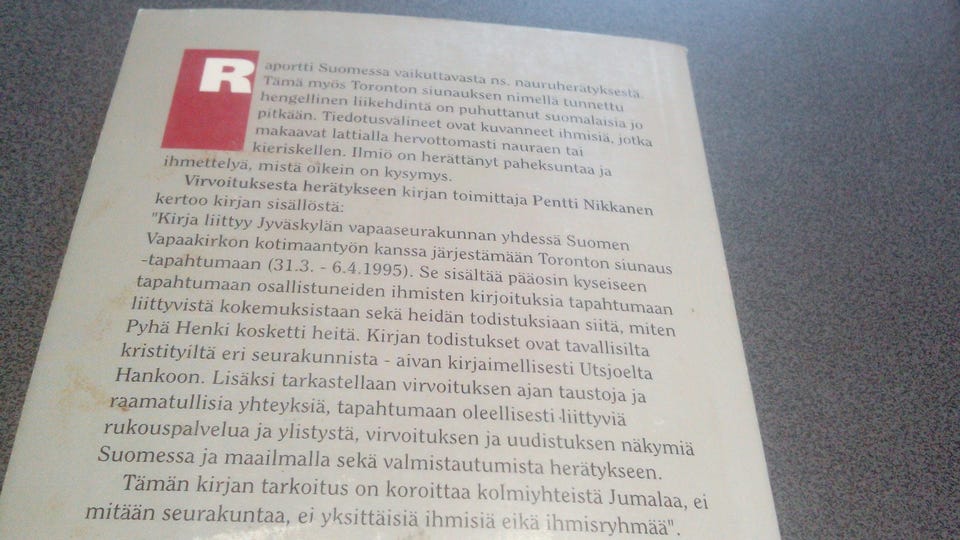 Raportti Suomessa vaikuttavasta ns. nauruherätyksestä.
Tämä myös Toronton siunauksen nimellä tunnettu
hengellinen liikehdintä on puhuttanut suomalaisia jo
pitkään. Tiedotusvälineet ovat kuvanneet ihmisiä, jotka
makaavat lattialla hervottomasti nauraen tai
kieriskellen. Ilmiö on herättänyt paheksuntaa ja
ihmettelyä, mistä oikein on kysymys.
Virvoituksesta herätykseen kirjan toimittaja Pentti Nikkanen
kertoo kirjan sisällöstä:
"Kirja liittyy Jyväskylän vapaaseurakunnan yhdessä Suomen
Vapaakirkon kotimaantyön kanssa järjestämään Toronton siunaus
-tapahtumaan (31.3. - 6.4.1995). Se sisältää pääosin kyseiseen
tapahtumaan osallistuneiden ihmisten kirjoituksia tapahtumaan
liittyvistä kokemuksistaan sekä heidän todistuksiaan siitä, miten
Pyhä Henki kosketti heitä. Kirjan todistukset ovat tavallisilta
kristityiltä eri seurakunnista - aivan kirjaimellisesti Utsjoelta
Hankoon. Lisäksi tarkastellaan virvoituksen ajan taustoja ja
raamatullisia yhteyksiä, tapahtumaan oleellisesti liittyviä
rukouspalvelua ja ylistystä, virvoituksen ja uudistuksen näkymiä
Suomessa ja maailmalla sekä valmistautumista herätykseen.
Tämän kirjan tarkoitus on koroittaa kolmiyhteistä Jumalaa, ei
mitään seurakuntaa, ei yksittäisiä ihmisiä eikä ihmisryhmää".